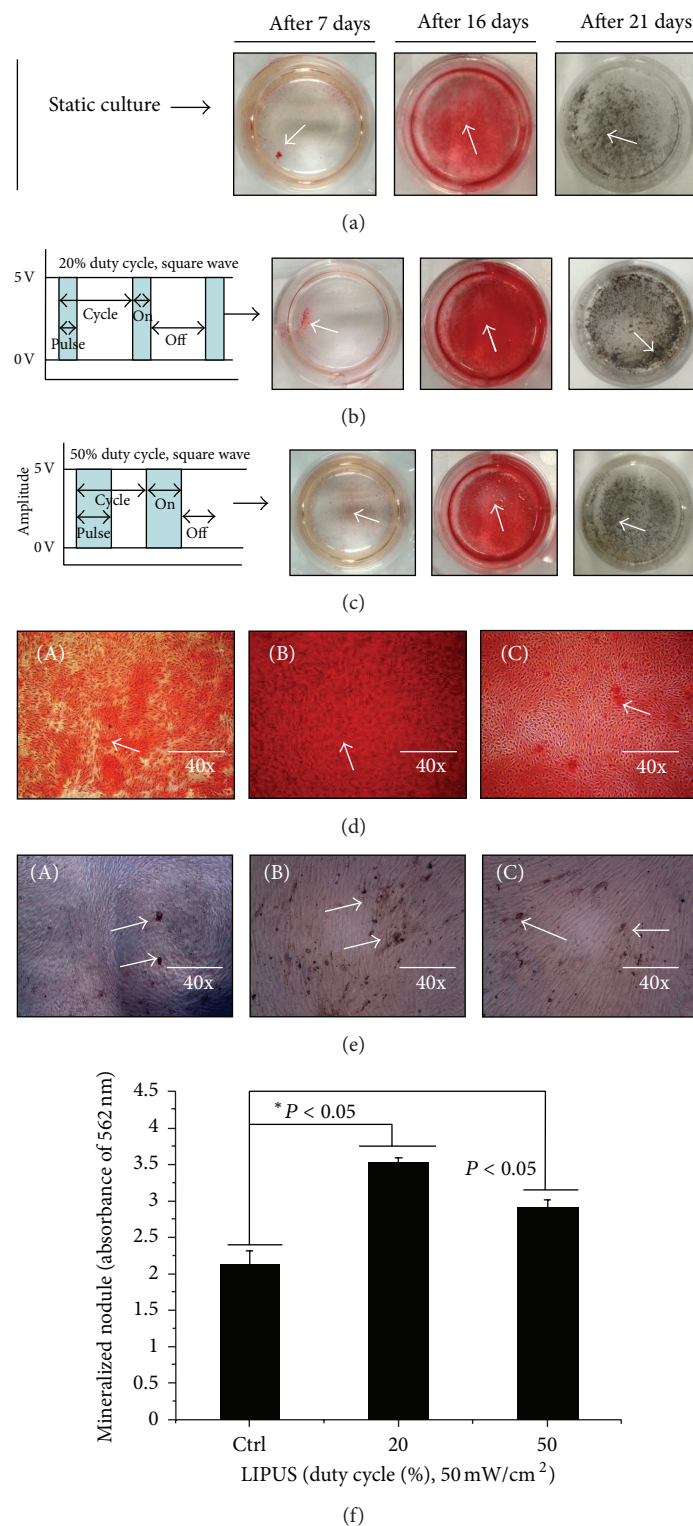 After 7 days After 16 days After 21 days
Static culture
(a)
20% duty cycle, square wave
5 V
Cycle On
Pulse Off
0 V
(b)
50% duty cycle, square wave
5 V
Amplitude
Cycle On
Pulse Off
0 V
(c)
(A) (B) (C)
40x 40x 40x
(d)
(A) (B) (C)
40x 40x 40x
(e)
Mineralized nodule (absorbance of 562 nm)
4.5
4
3.5
3
2.5
2
1.5
1
0.5
0
*P < 0.05
P < 0.05
Ctrl 20 50
LIPUS (duty cycle (%), 50 mW/cm²)
(f)